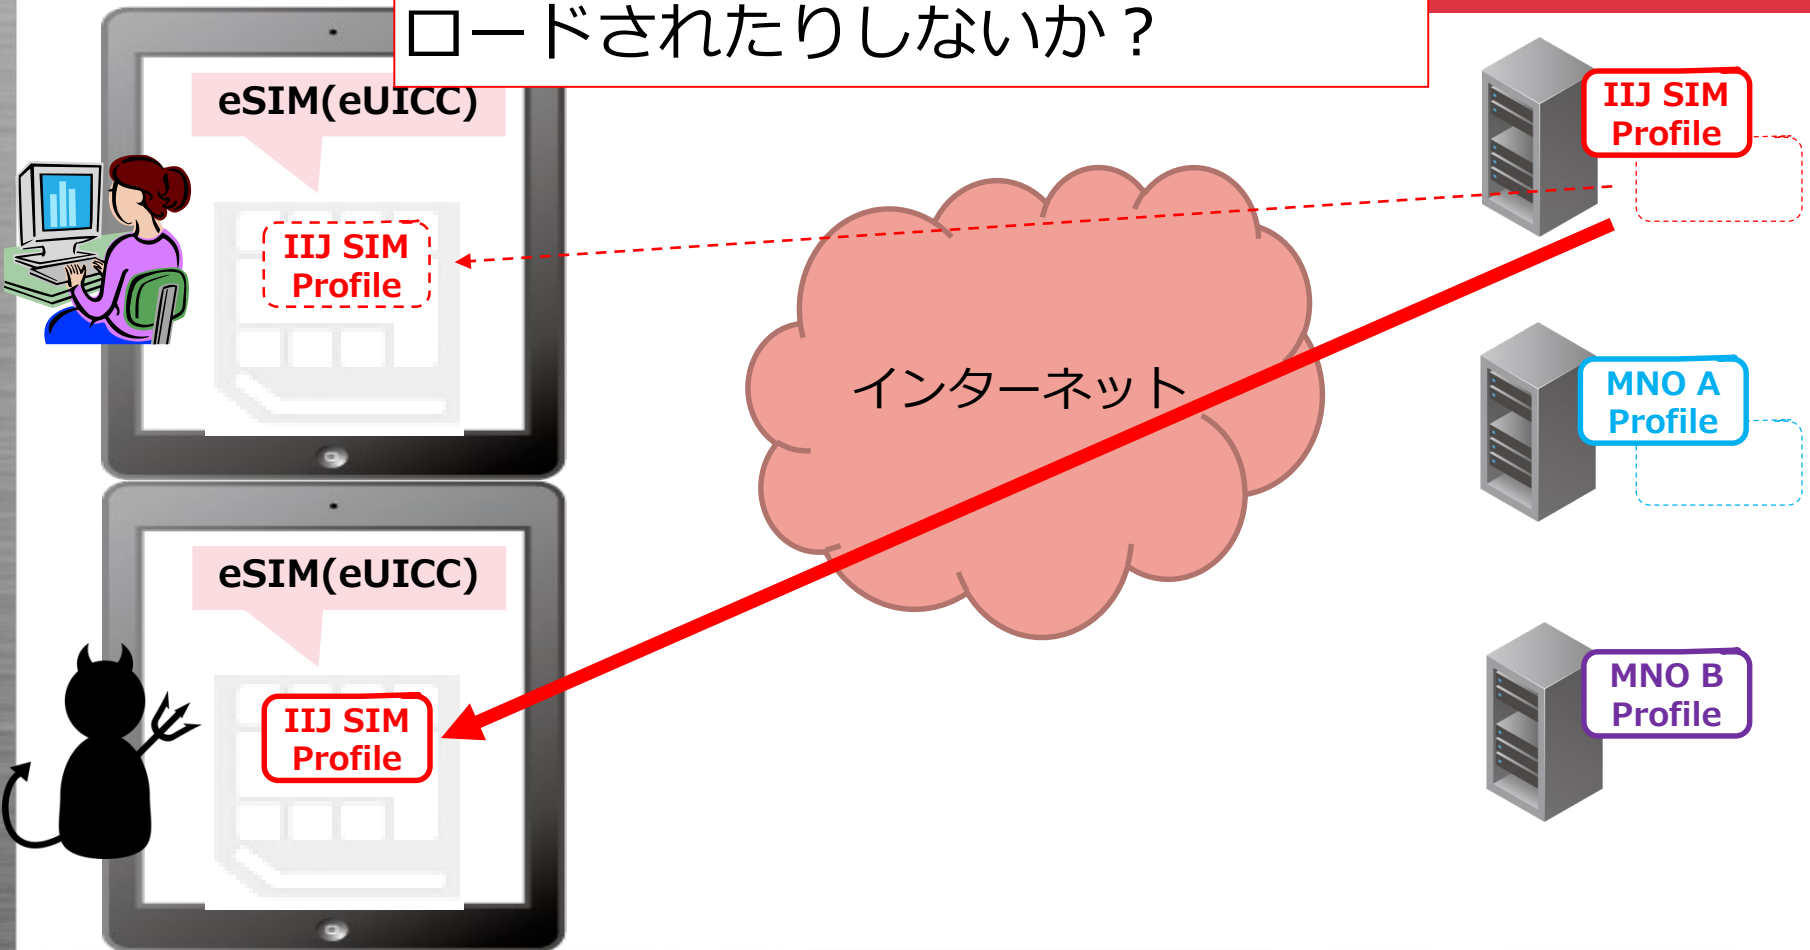 ロードされたりしないか？
eSIM(eUICC)
IIJ SIM
Profile
eSIM(eUICC)
IIJ SIM
Profile
インターネット
IIJ SIM
Profile
MNO A
Profile
MNO B
Profile